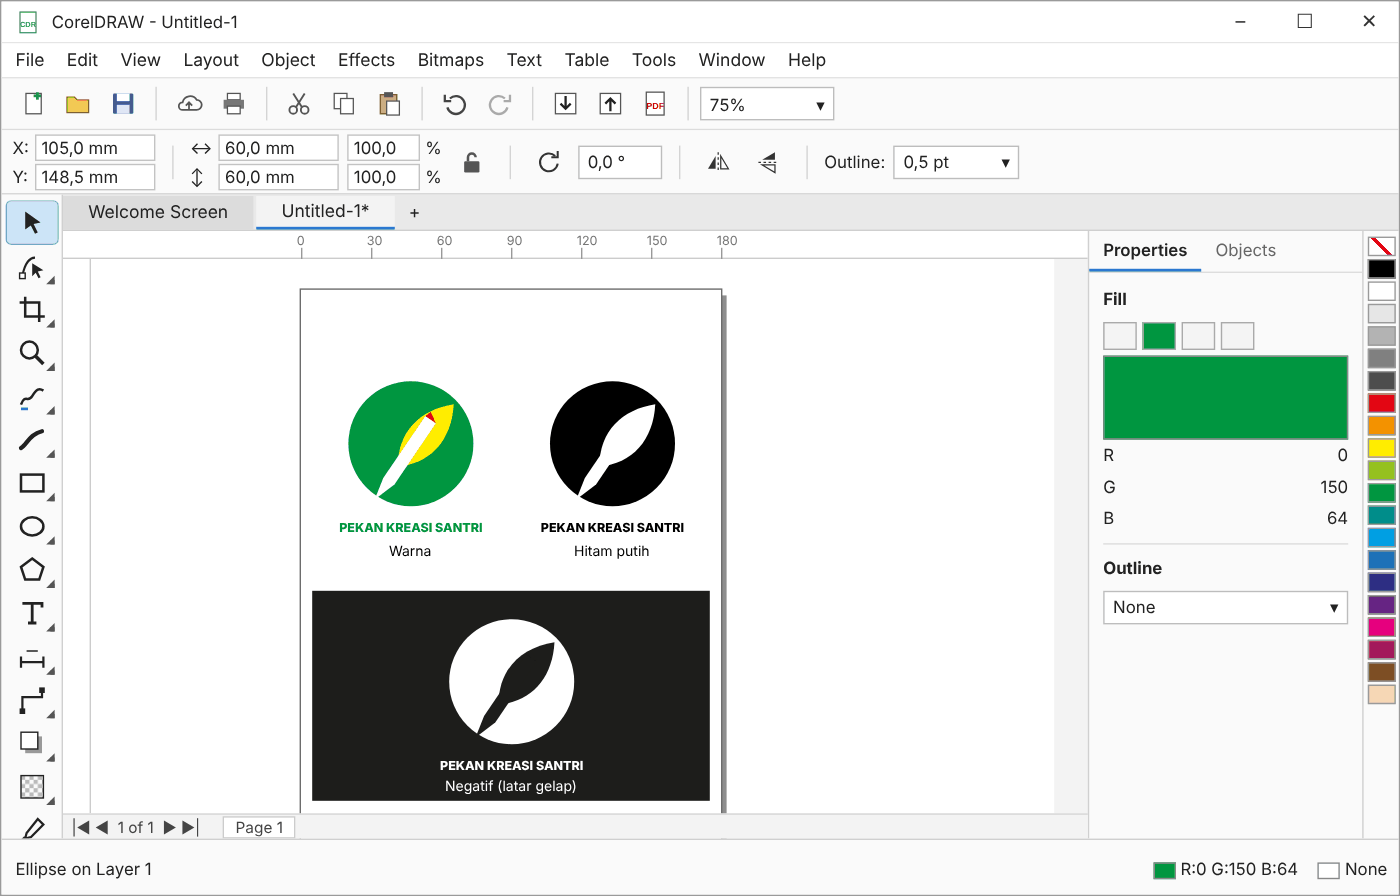 CDR CorelDRAW - Untitled-1
File Edit View Layout Object Effects Bitmaps Text Table Tools Window Help
PDF 75%
X: 105,0 mm 60,0 mm 100,0 %
Y: 148,5 mm 60,0 mm 100,0 %
0,0 ° Outline: 0,5 pt
Welcome Screen Untitled-1* +
0 30 60 90 120 150 180
PEKAN KREASI SANTRI
Warna
PEKAN KREASI SANTRI
Hitam putih
PEKAN KREASI SANTRI
Negatif (latar gelap)
Properties Objects
Fill
R 0
G 150
B 64
Outline
None
1 of 1 Page 1
Ellipse on Layer 1 R:0 G:150 B:64 None